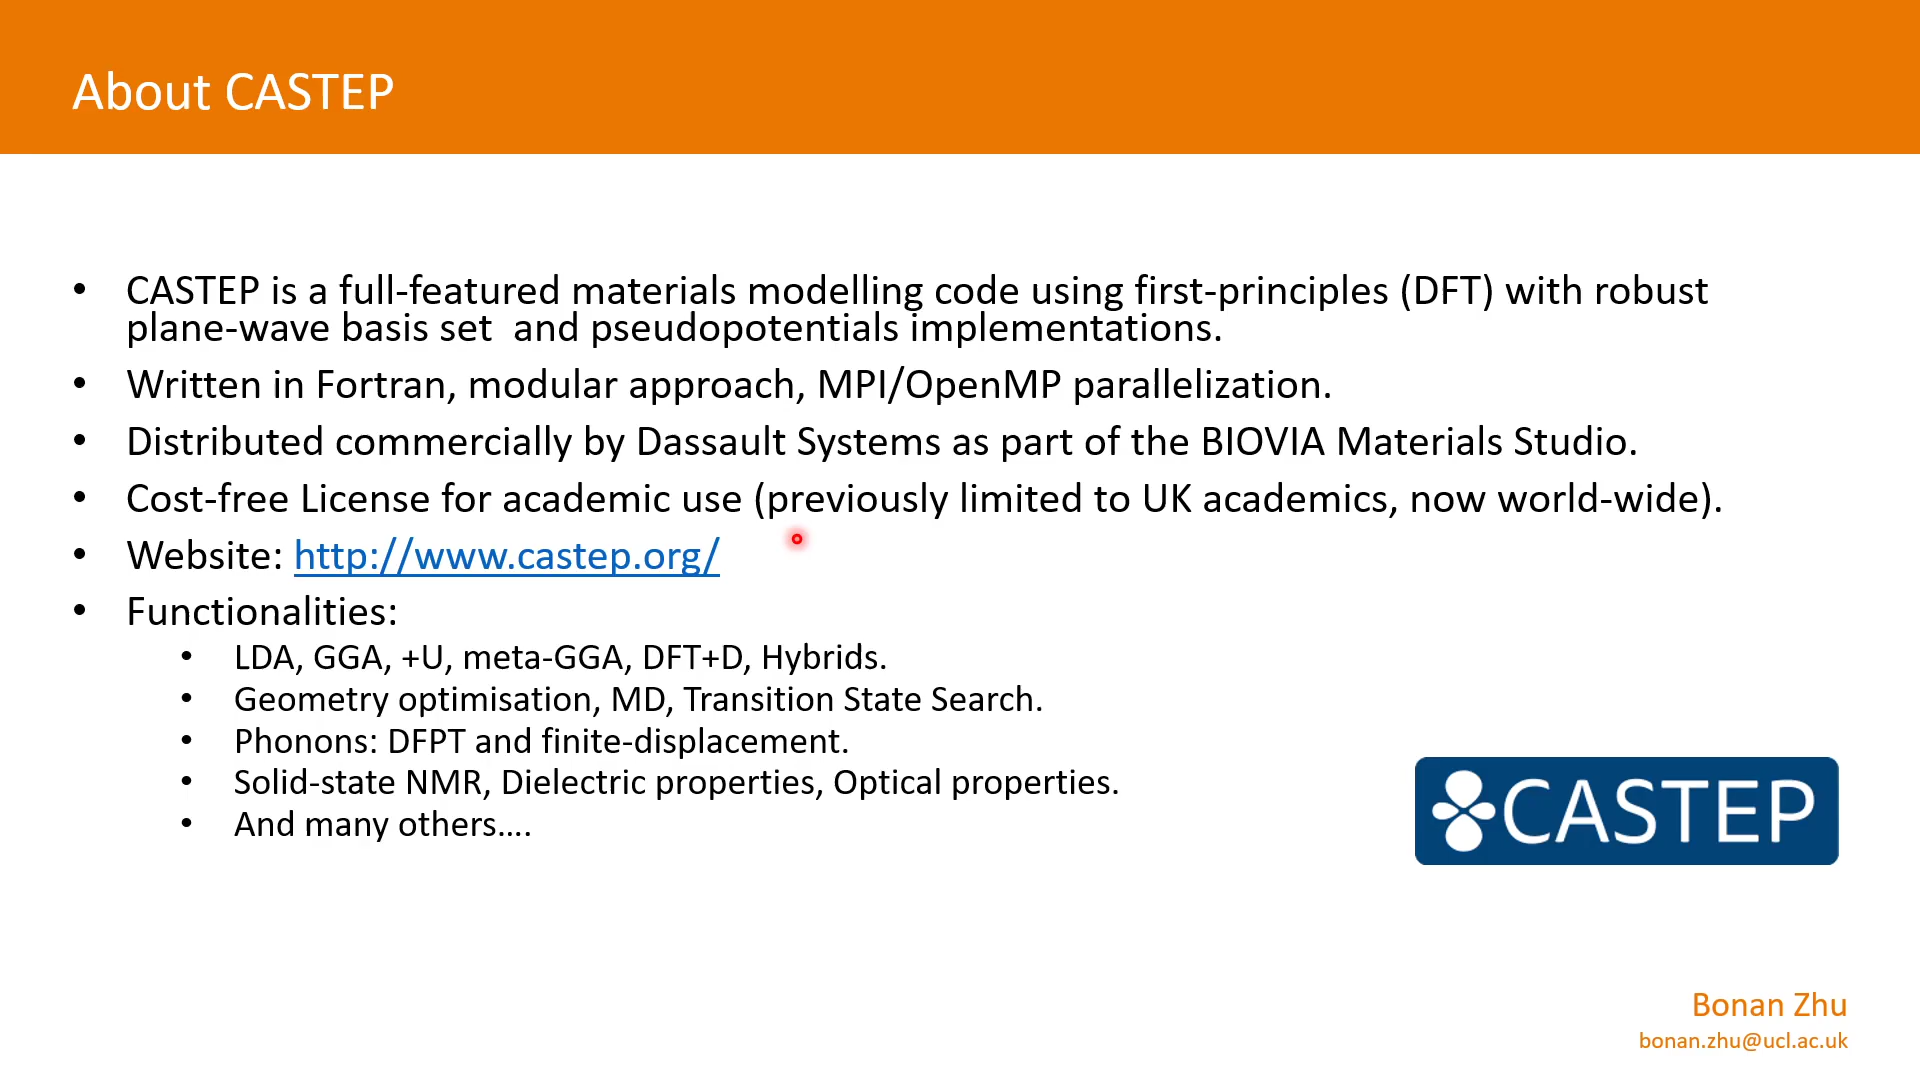 About CASTEP
• CASTEP is a full-featured materials modelling code using first-principles (DFT) with robust
plane-wave basis set  and pseudopotentials implementations.
• Written in Fortran, modular approach, MPI/OpenMP parallelization.
• Distributed commercially by Dassault Systems as part of the BIOVIA Materials Studio.
• Cost-free License for academic use (previously limited to UK academics, now world-wide).
• Website: http://www.castep.org/
• Functionalities:
• LDA, GGA, +U, meta-GGA, DFT+D, Hybrids.
• Geometry optimisation, MD, Transition State Search.
• Phonons: DFPT and finite-displacement.
• Solid-state NMR, Dielectric properties, Optical properties.
• And many others....
CASTEP
Bonan Zhu
bonan.zhu@ucl.ac.uk